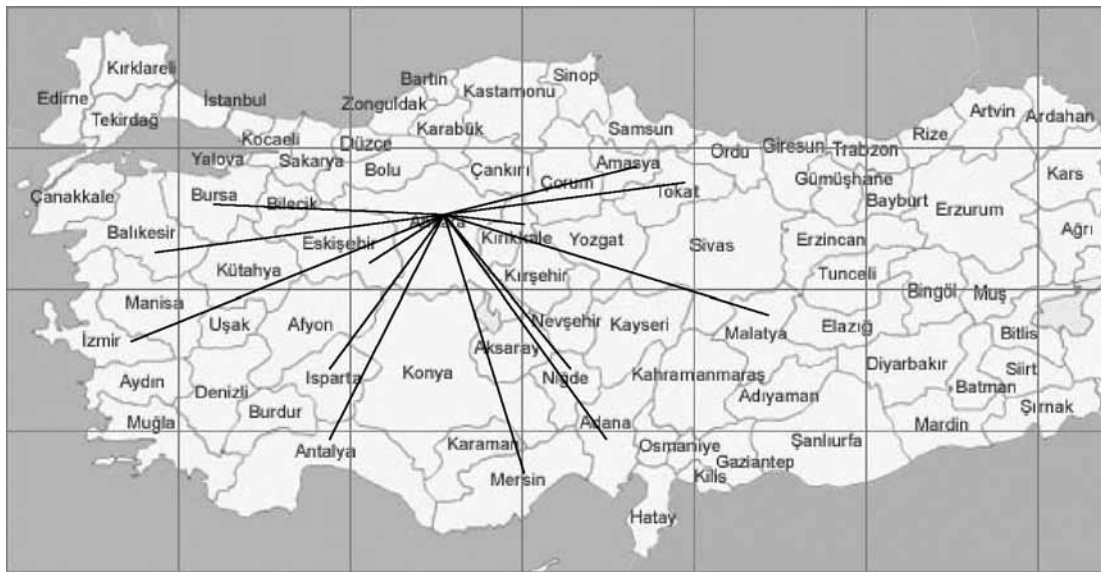 Kırklareli
Edirne
Tekirdağ
İstanbul
Kocaeli
Yalova
Sakarya
Düzçe
Zonguldak
Bartın
Karabük
Kastamonu
Sinop
Samsun
Bolu
Çankırı
Çorum
Amasya
Tokat
Ordu
Giresun
Trabzon
Rize
Artvin
Ardahan
Kars
Gümüşhane
Bayburt
Erzurum
Ağrı
Çanakkale
Bursa
Bilecik
Balıkesir
Eskişehir
Kütahya
Kırıkkale
Yozgat
Sivas
Erzincan
Tunceli
Bingöl
Muş
Kırşehir
Manisa
Uşak
Afyon
Nevşehir
Kayseri
Malatya
Elazığ
Bitlis
İzmir
Aksaray
Niğde
Konya
Isparta
Aydın
Denizli
Burdur
Kahramanmaraş
Adıyaman
Diyarbakır
Batman
Siirt
Şırnak
Mardin
Muğla
Antalya
Karaman
Mersin
Adana
Osmaniye
Gaziantep
Şanlıurfa
Kilis
Hatay